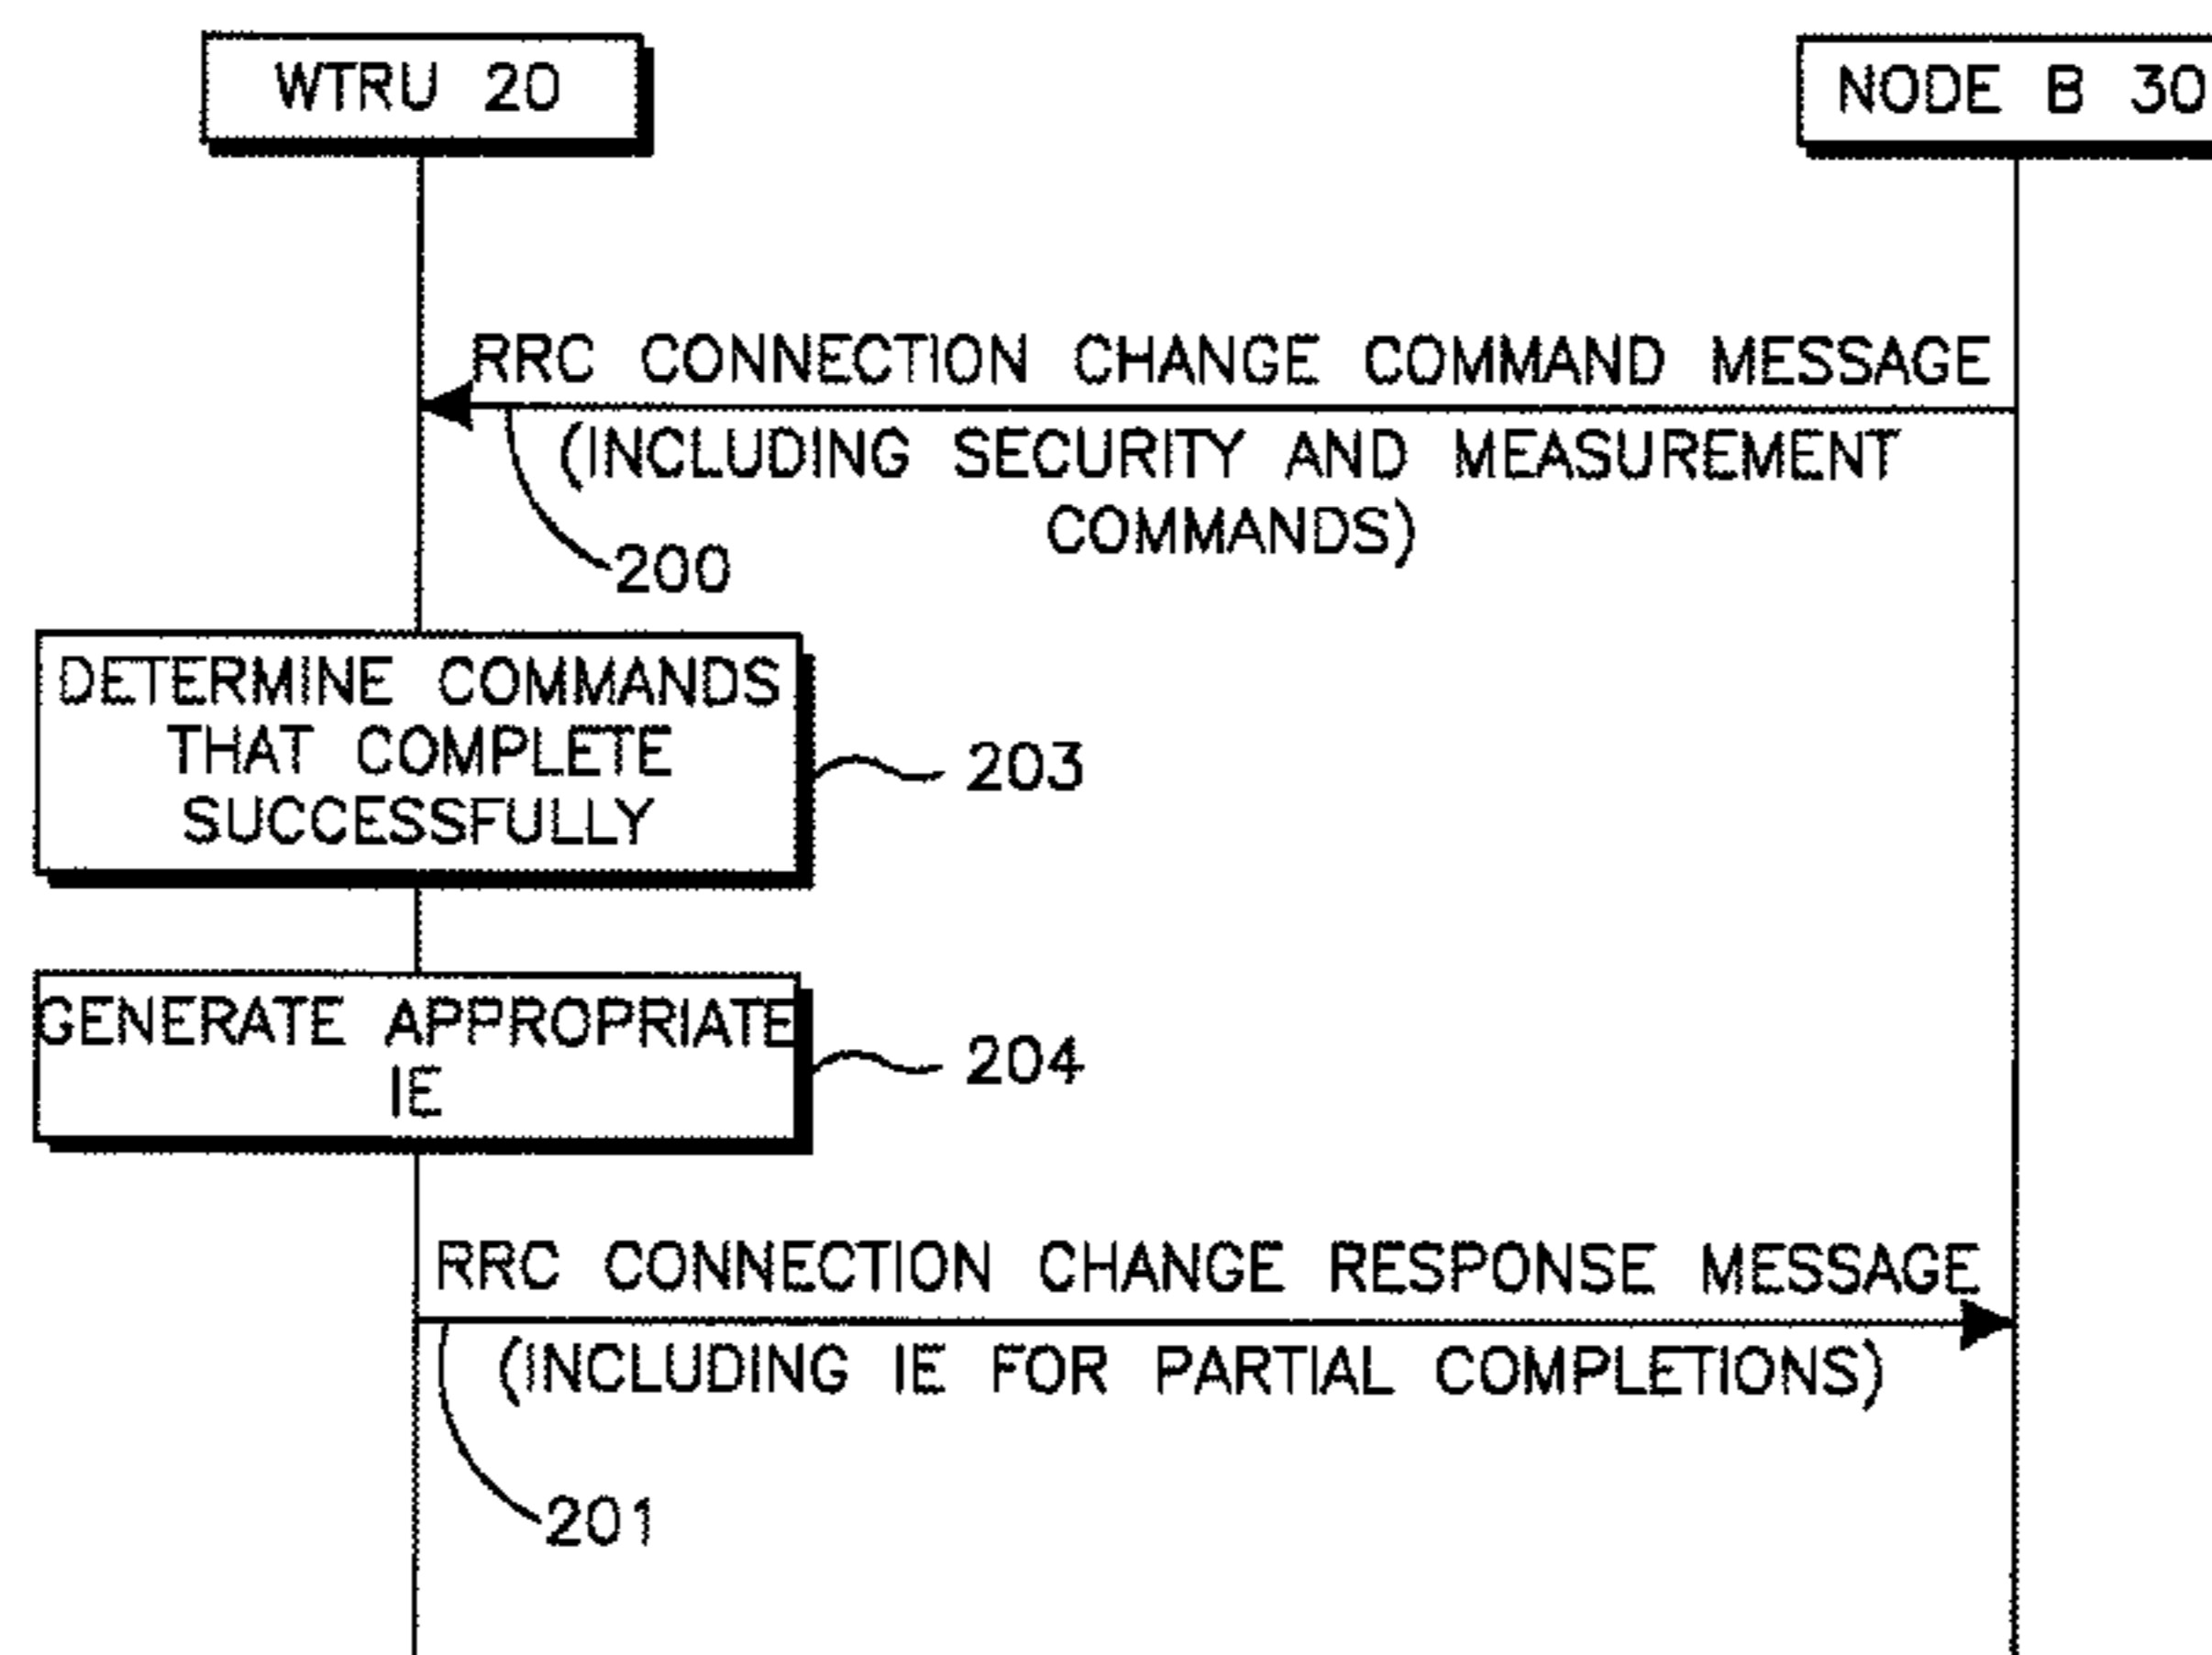 WTRU 20
NODE B 30
RRC CONNECTION CHANGE COMMAND MESSAGE
(INCLUDING SECURITY AND MEASUREMENT
COMMANDS)
200
DETERMINE COMMANDS
THAT COMPLETE
SUCCESSFULLY
203
GENERATE APPROPRIATE
IE
204
RRC CONNECTION CHANGE RESPONSE MESSAGE
(INCLUDING IE FOR PARTIAL COMPLETIONS)
201